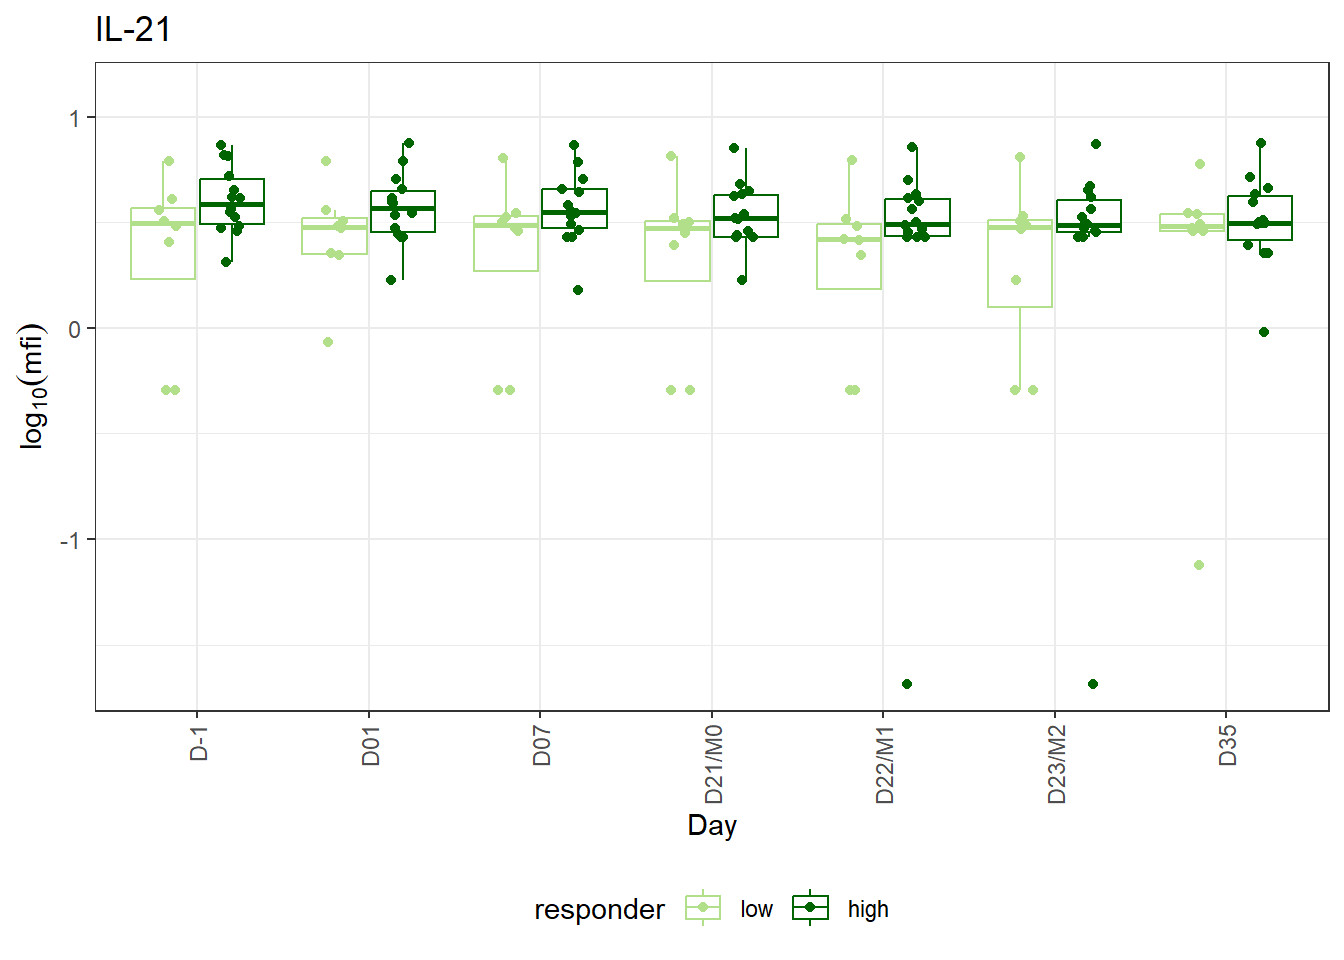 IL-21
1
0
-1
log10(mfi)
D-1
D01
D07
D21/M0
D22/M1
D23/M2
D35
Day
responder low high